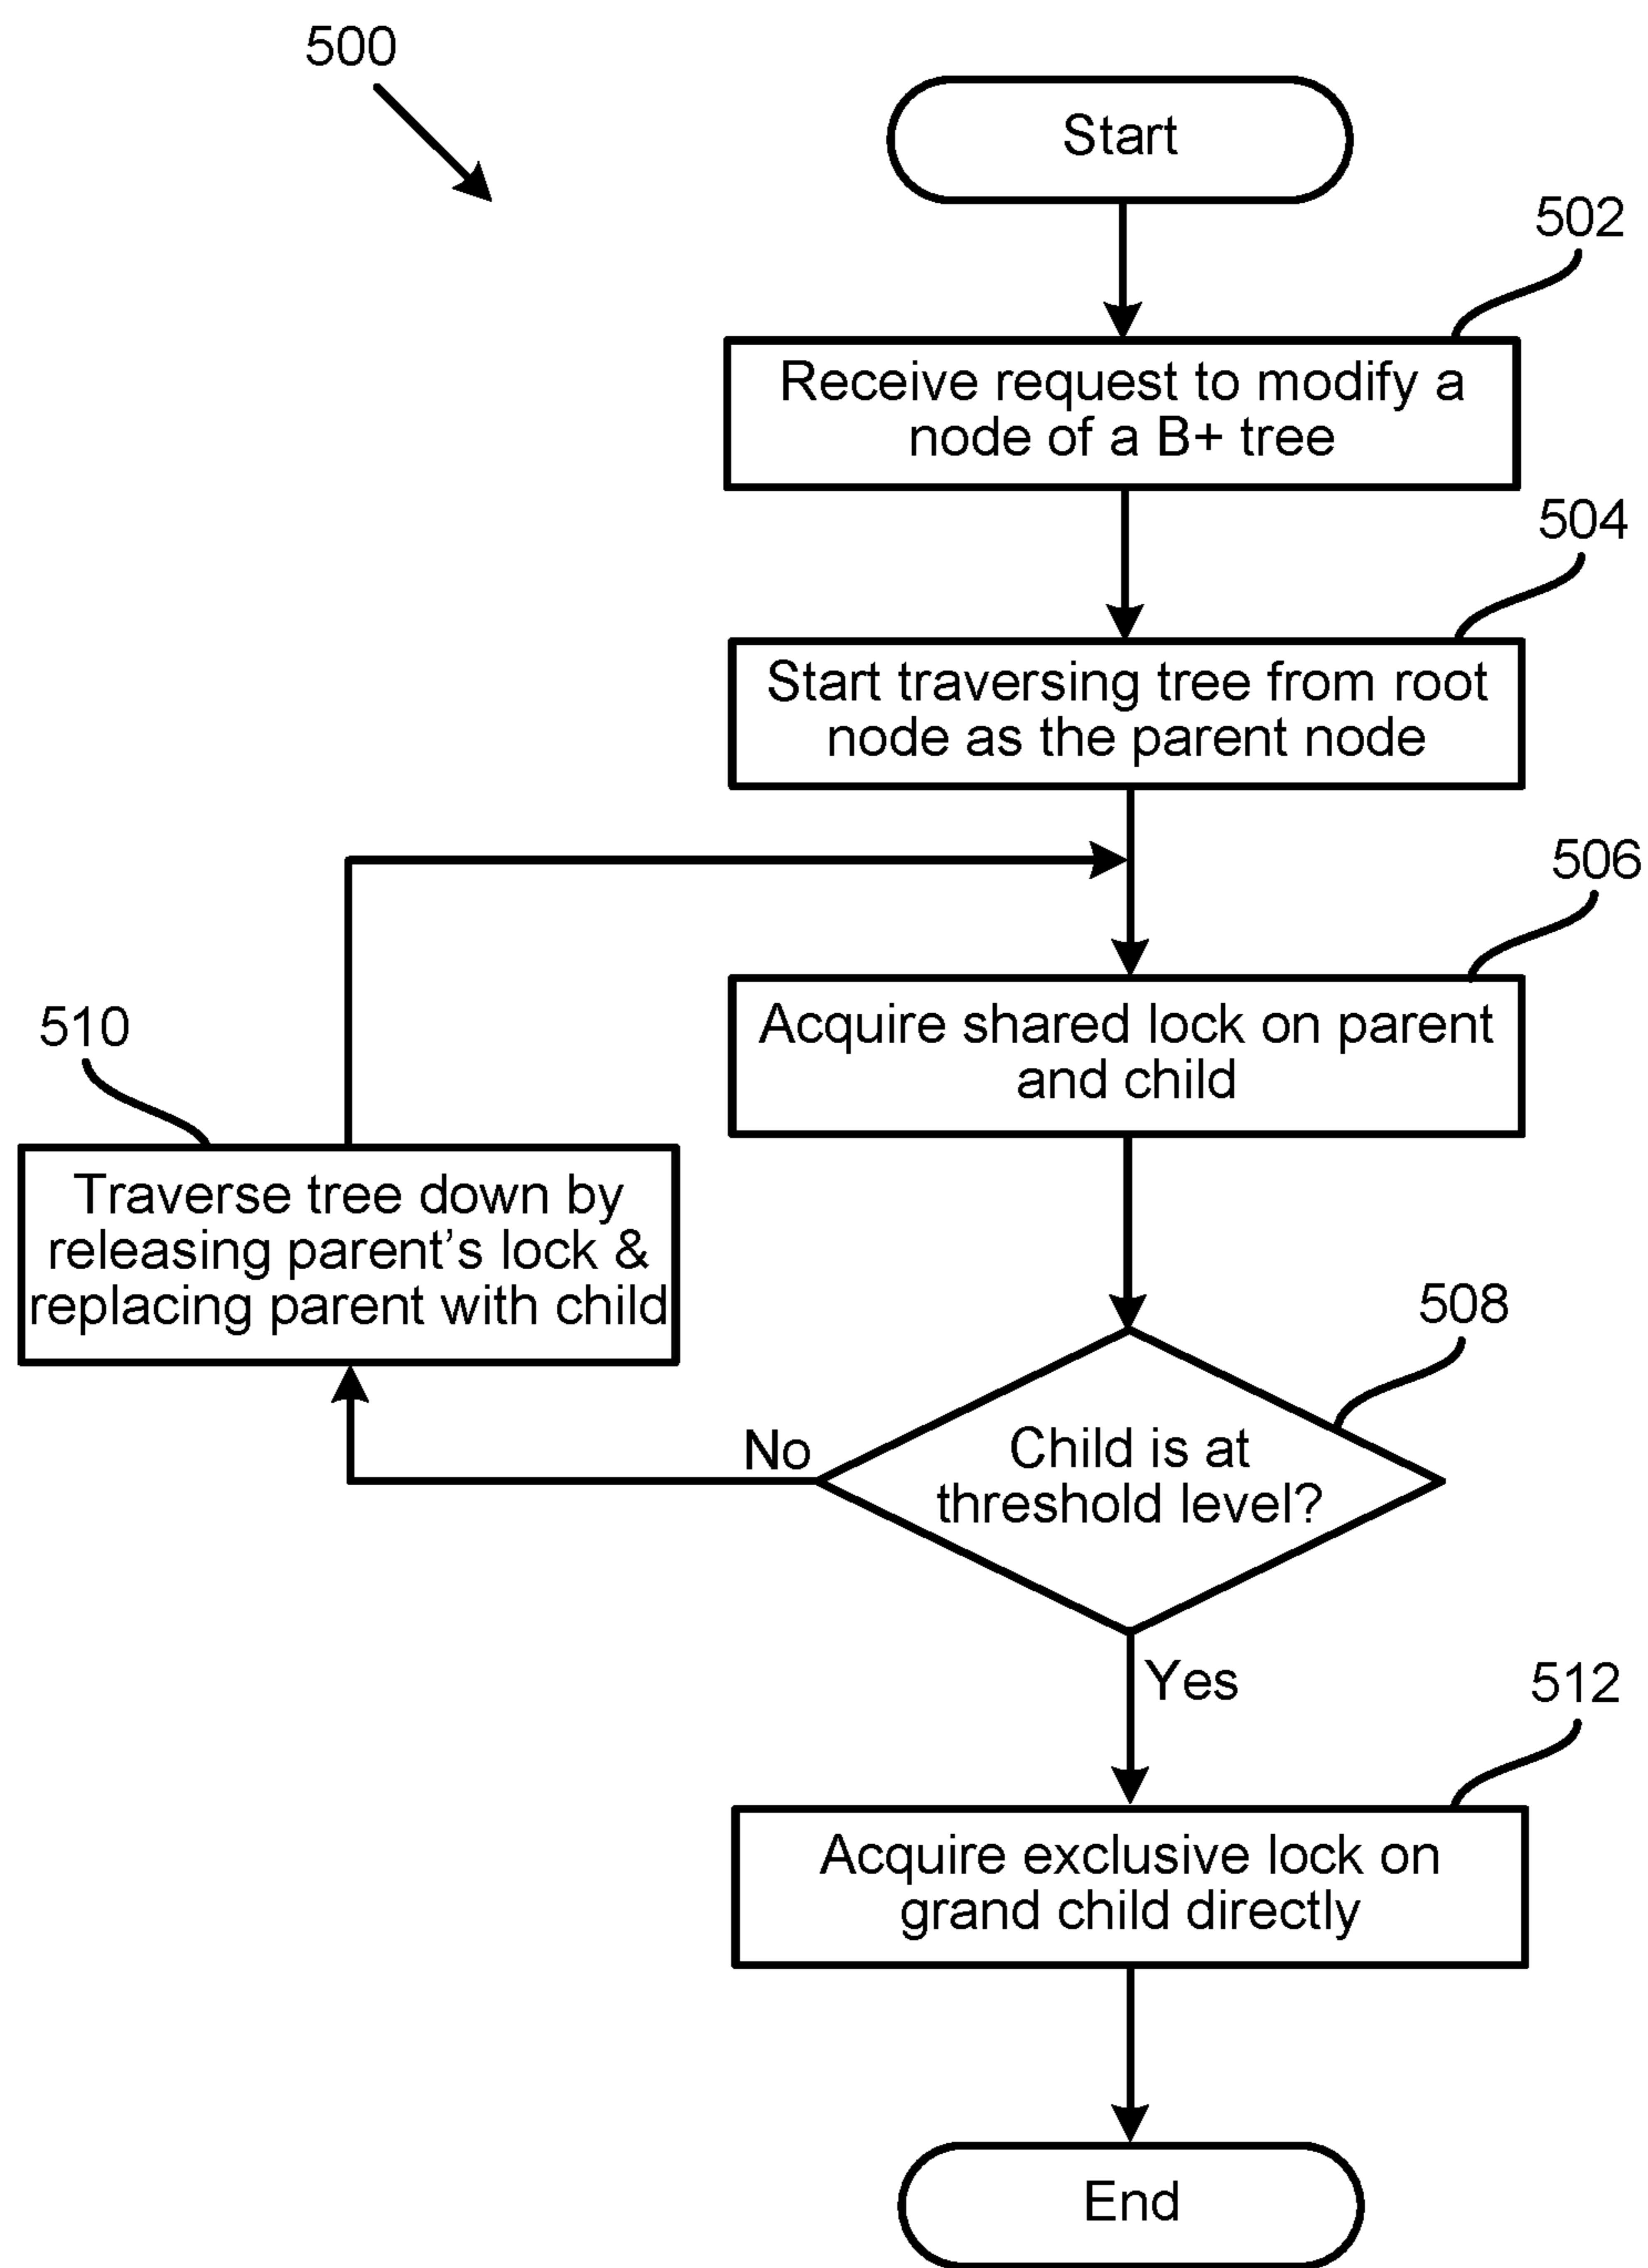 500
Start
502
Receive request to modify a
node of a B+ tree
504
Start traversing tree from root
node as the parent node
506
Acquire shared lock on parent
and child
510
Traverse tree down by
releasing parent's lock &
replacing parent with child
508
Child is at
threshold level?
No
Yes
512
Acquire exclusive lock on
grand child directly
End